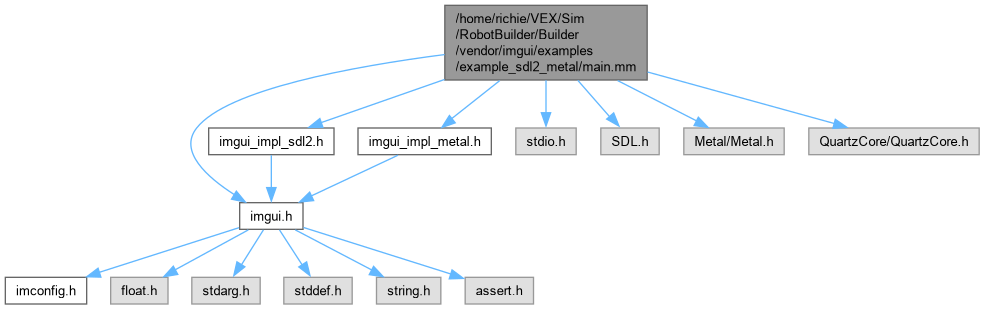 /home/richie/VEX/Sim
/RobotBuilder/Builder
/vendor/imgui/examples
/example_sdl2_metal/main.mm
imgui_impl_sdl2.h
imgui_impl_metal.h
stdio.h
SDL.h
Metal/Metal.h
QuartzCore/QuartzCore.h
imgui.h
imconfig.h
float.h
stdarg.h
stddef.h
string.h
assert.h